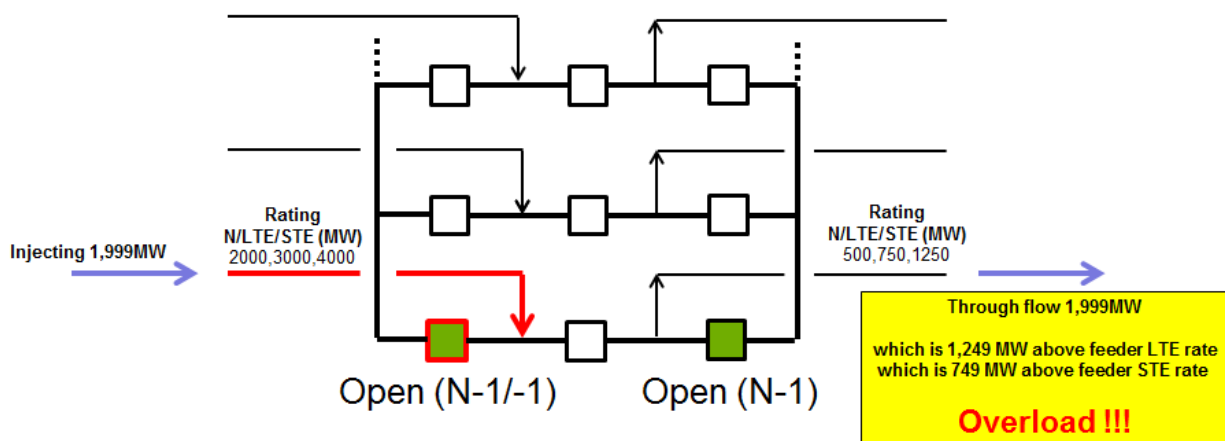 Rating
N/LTE/STE (MW)
2000,3000,4000
Injecting 1,999MW
Rating
N/LTE/STE (MW)
500,750,1250
Open (N-1/-1)
Open (N-1)
Through flow 1,999MW
which is 1,249 MW above feeder LTE rate
which is 749 MW above feeder STE rate
Overload !!!